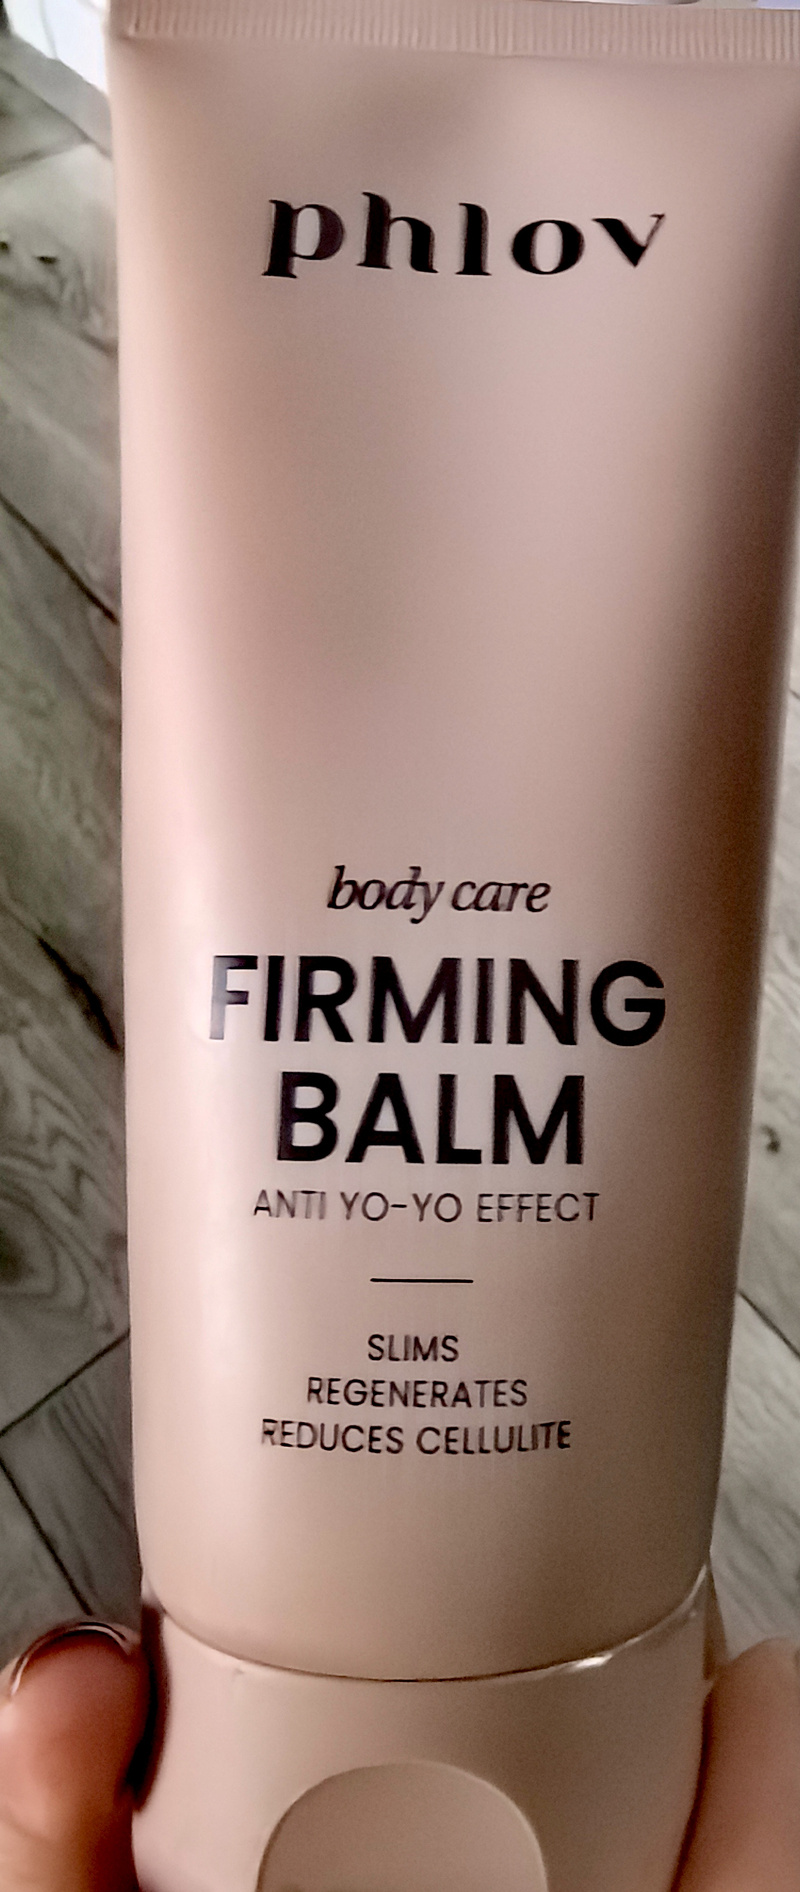 phlov
body care
FIRMING
BALM
ANTI YO-YO EFFECT
SLIMS
REGENERATES
REDUCES CELLULITE